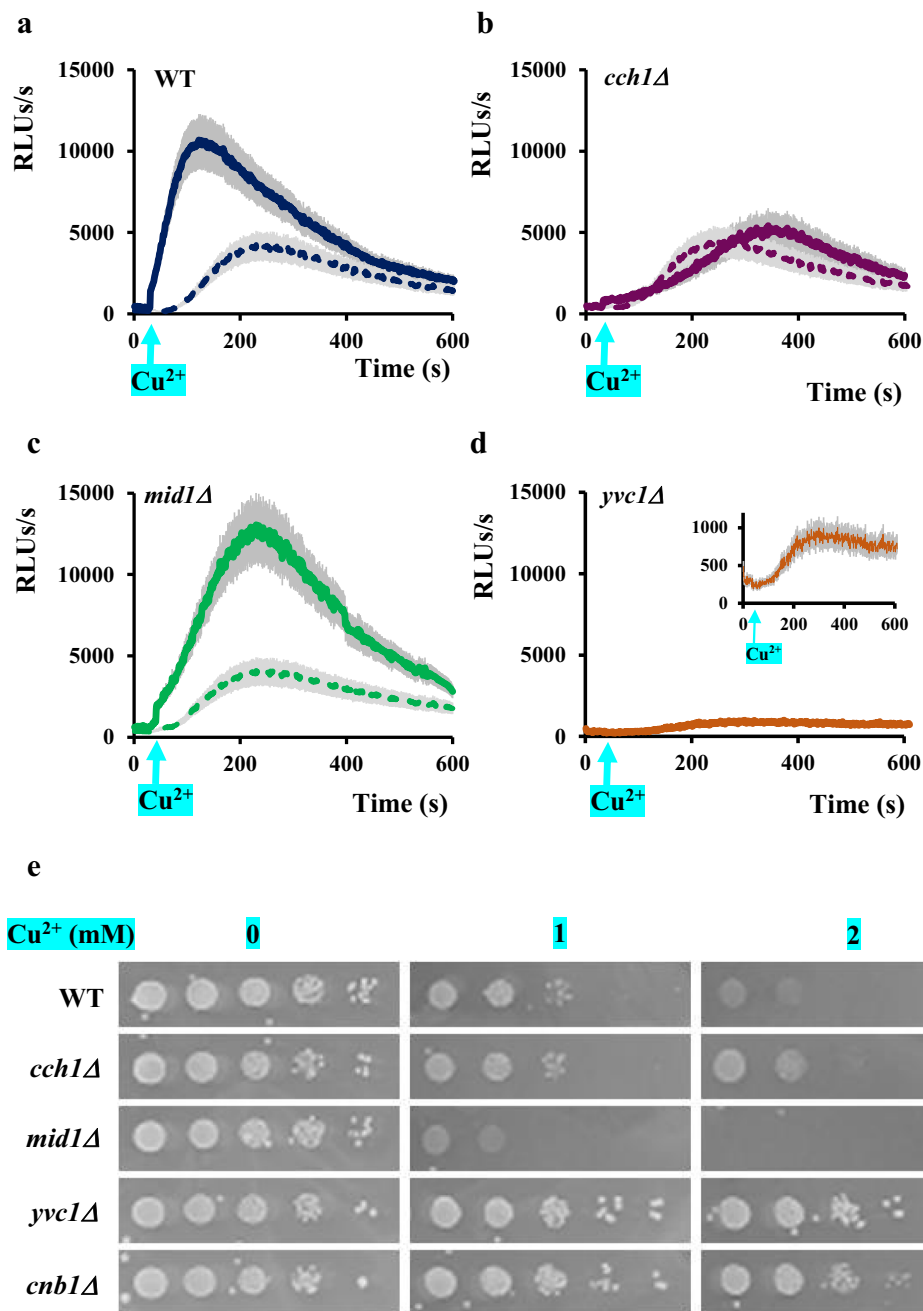 a
WT
RLUs/s
15000
10000
5000
0
0 200 400 600
Time (s)
Cu²⁺
b
cch1Δ
RLUs/s
15000
10000
5000
0
0 200 400 600
Time (s)
Cu²⁺
c
mid1Δ
RLUs/s
15000
10000
5000
0
0 200 400 600
Time (s)
Cu²⁺
d
yvc1Δ
RLUs/s
15000
10000
5000
0
0 200 400 600
Time (s)
Cu²⁺
1000
500
0
0 200 400 600
Cu²⁺
e
Cu²⁺ (mM) 0 1 2
WT
cch1Δ
mid1Δ
yvc1Δ
cnb1Δ